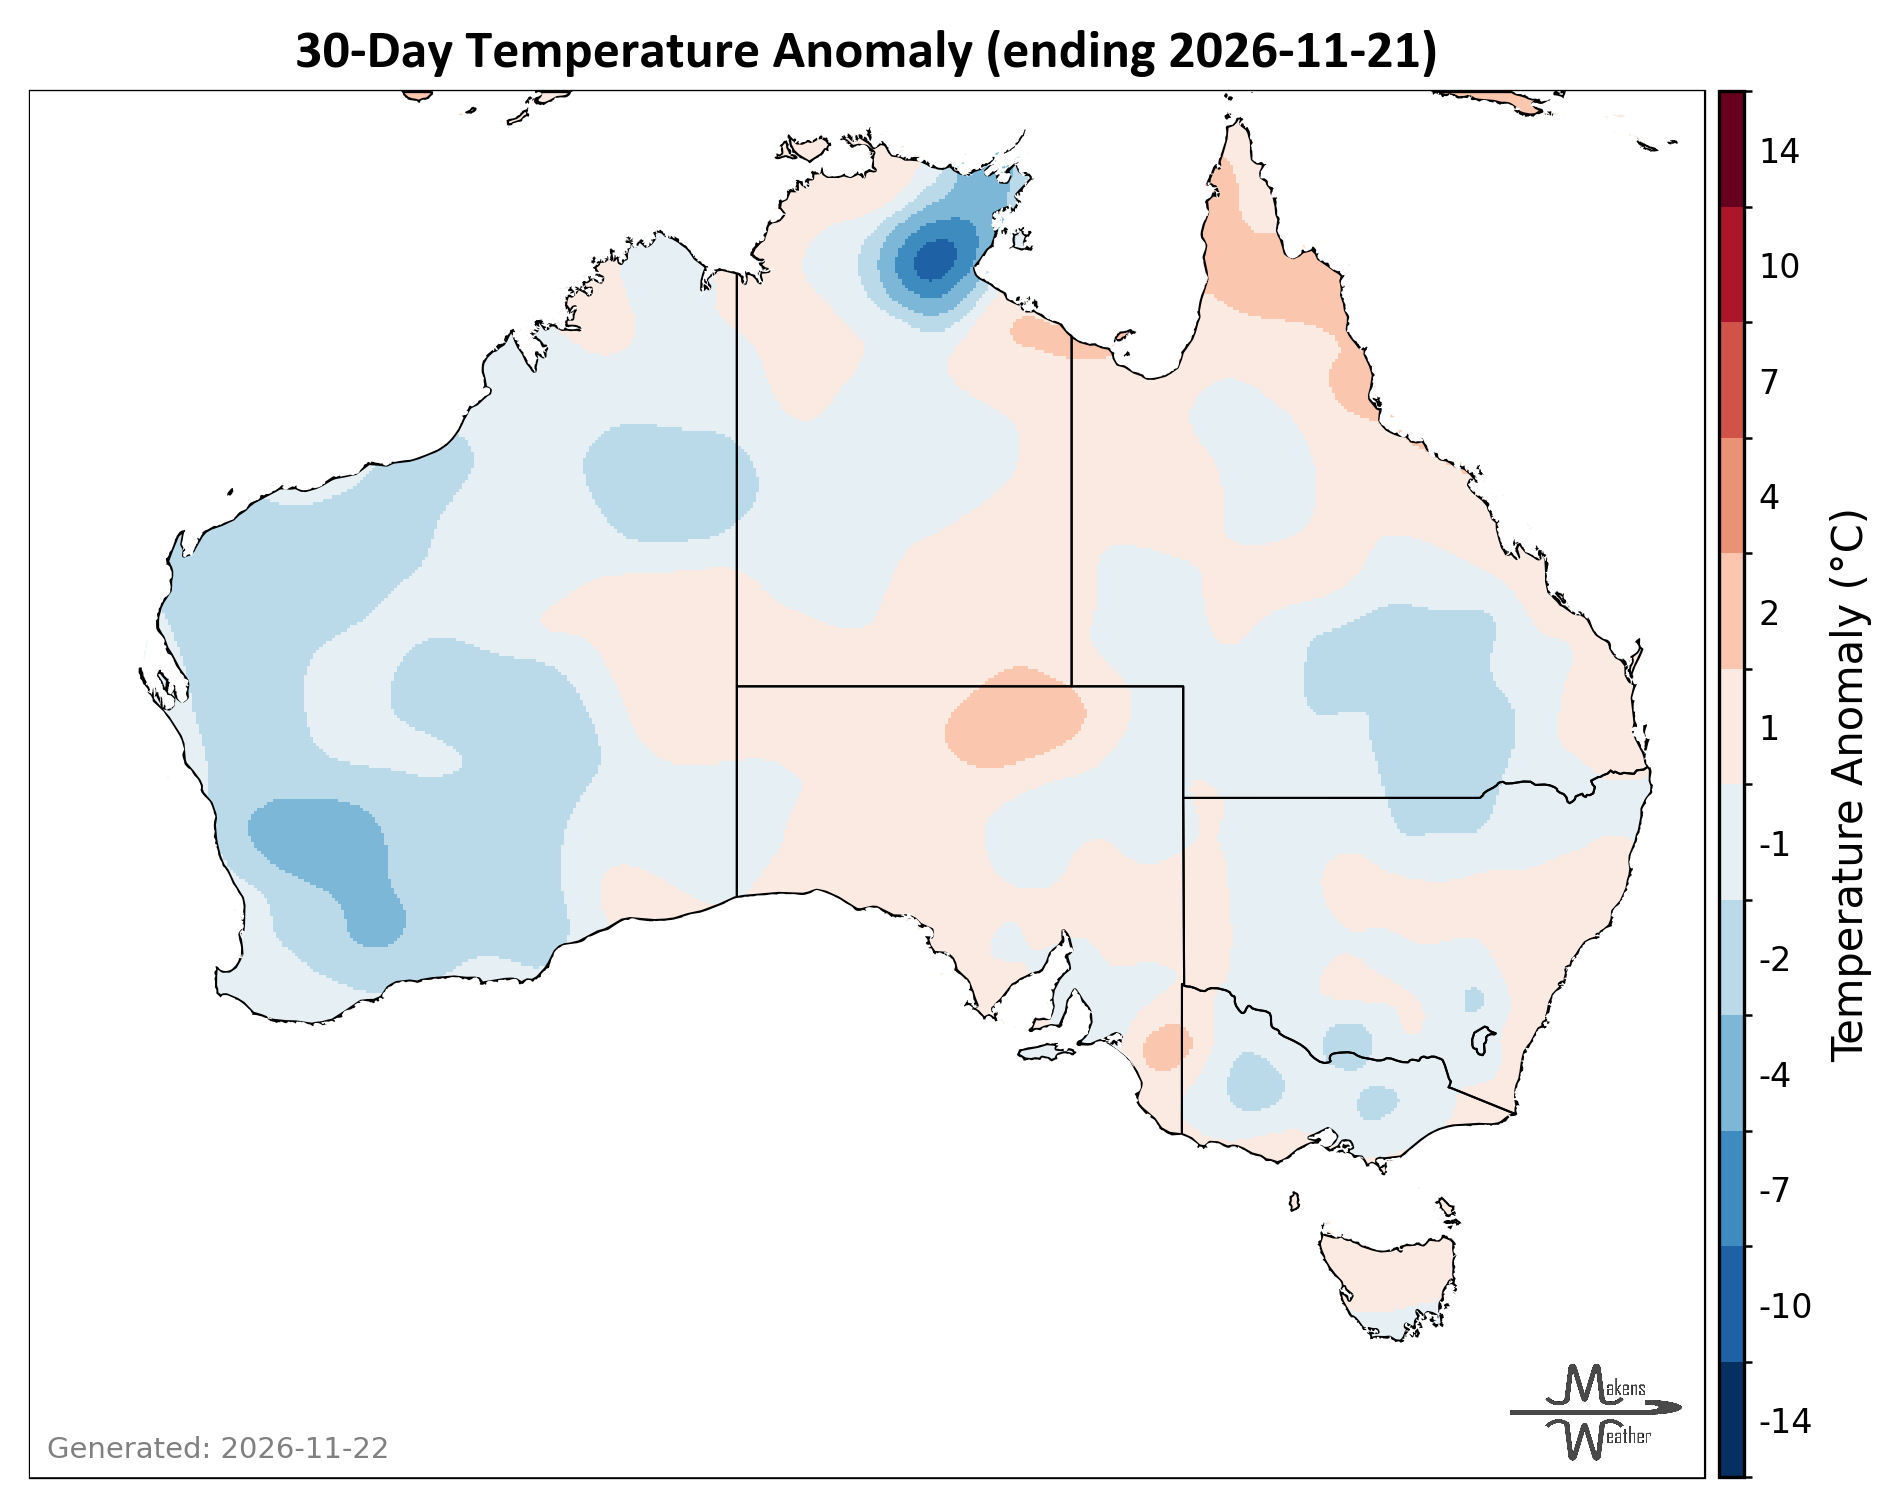 30-Day Temperature Anomaly (ending 2026-11-21)
14
10
7
4
2
1
-1
-2
-4
-7
-10
-14
Temperature Anomaly (°C)
Makens
Weather
Generated: 2026-11-22